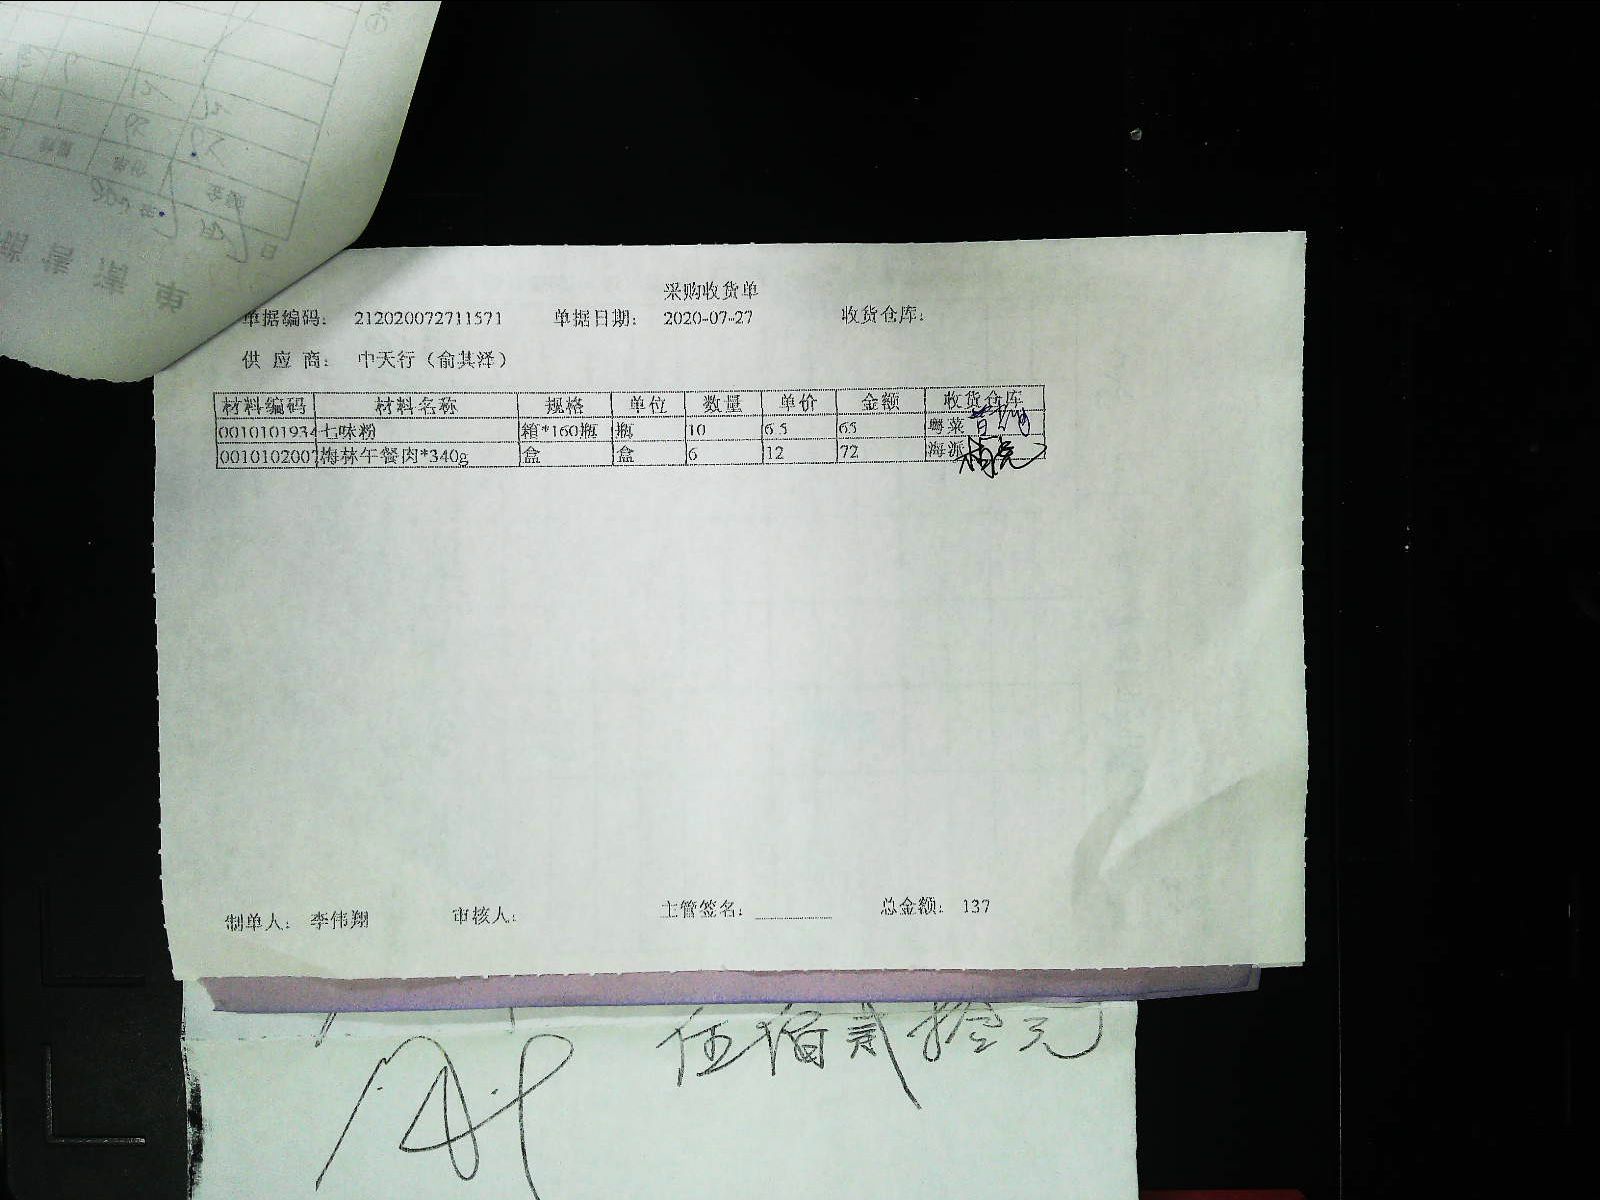 采购收货单
单据编码： 212020072711571 单据日期： 2020-07-27 收货仓库：
供 应 商： 中天行（俞其泽）
材料编码 材料名称 规格 单位 数量 单价 金额 收货仓库
0010101934 七味粉 箱*160瓶 瓶 10 6.5 65 粤菜
0010102007 梅林午餐肉*340g 盒 盒 6 12 72 海派
制单人： 李伟翔 审核人： 主管签名： 总金额： 137
伍佰贰拾元